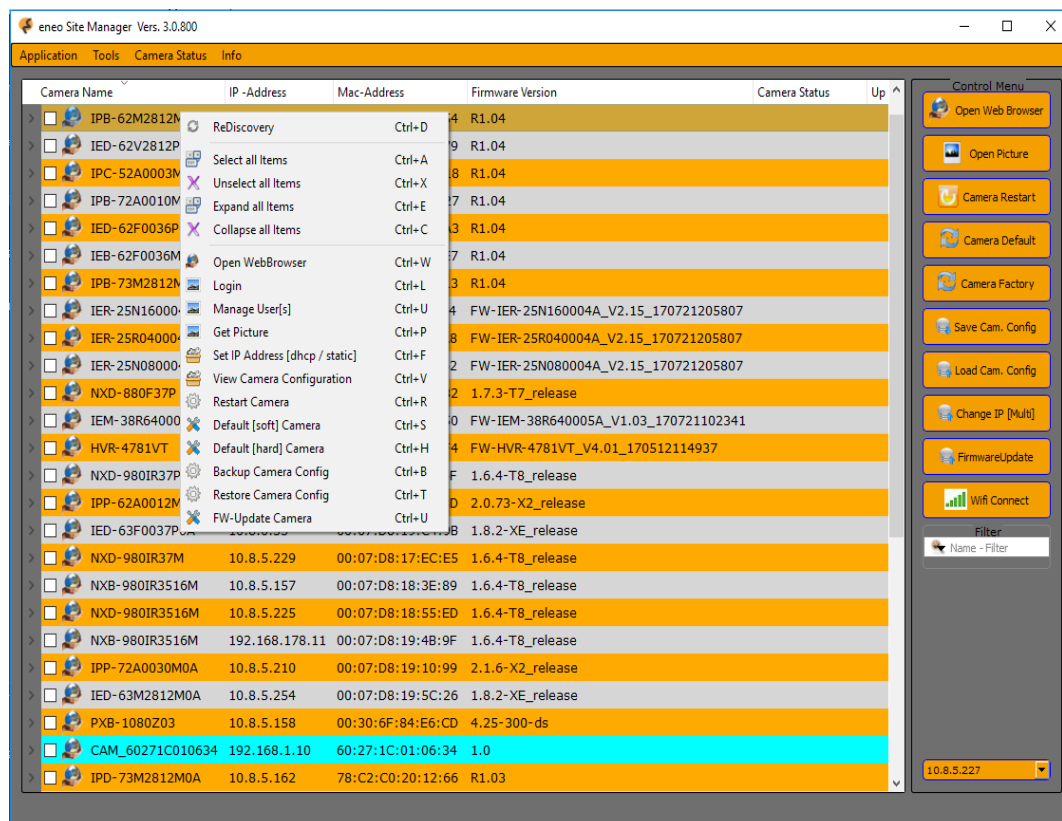 eneo Site Manager Vers. 3.0.800
Application Tools Camera Status Info
Camera Name IP -Address Mac-Address Firmware Version Camera Status Up
IPB-62M2812M R1.04
IED-62V2812P R1.04
IPC-52A0003M R1.04
IPB-72A0010M R1.04
IED-62F0036P R1.04
IEB-62F0036M R1.04
IPB-73M2812M R1.04
IER-25N16000 FW-IER-25N160004A_V2.15_170721205807
IER-25R04000 FW-IER-25R040004A_V2.15_170721205807
IER-25N08000 FW-IER-25N080004A_V2.15_170721205807
NXD-880F37P 1.7.3-T7_release
IEM-38R64000 FW-IEM-38R640005A_V1.03_170721102341
HVR-4781VT FW-HVR-4781VT_V4.01_170512114937
NXD-980IR37P 1.6.4-T8_release
IPP-62A0012M 2.0.73-X2_release
IED-63F0037P 1.8.2-XE_release
NXD-980IR37M 10.8.5.229 00:07:D8:17:EC:E5 1.6.4-T8_release
NXB-980IR3516M 10.8.5.157 00:07:D8:18:3E:89 1.6.4-T8_release
NXD-980IR3516M 10.8.5.225 00:07:D8:18:55:ED 1.6.4-T8_release
NXB-980IR3516M 192.168.178.11 00:07:D8:19:4B:9F 1.6.4-T8_release
IPP-72A0030M0A 10.8.5.210 00:07:D8:19:10:99 2.1.6-X2_release
IED-63M2812M0A 10.8.5.254 00:07:D8:19:5C:26 1.8.2-XE_release
PXB-1080Z03 10.8.5.158 00:30:6F:84:E6:CD 4.25-300-ds
CAM_60271C010634 192.168.1.10 60:27:1C:01:06:34 1.0
IPD-73M2812M0A 10.8.5.162 78:C2:C0:20:12:66 R1.03
ReDiscovery Ctrl+D
Select all Items Ctrl+A
Unselect all Items Ctrl+X
Expand all Items Ctrl+E
Collapse all Items Ctrl+C
Open WebBrowser Ctrl+W
Login Ctrl+L
Manage User[s] Ctrl+U
Get Picture Ctrl+P
Set IP Address [dhcp / static] Ctrl+F
View Camera Configuration Ctrl+V
Restart Camera Ctrl+R
Default [soft] Camera Ctrl+S
Default [hard] Camera Ctrl+H
Backup Camera Config Ctrl+B
Restore Camera Config Ctrl+T
FW-Update Camera Ctrl+U
Control Menu
Open Web Browser
Open Picture
Camera Restart
Camera Default
Camera Factory
Save Cam. Config
Load Cam. Config
Change IP [Multi]
FirmwareUpdate
Wifi Connect
Filter
Name - Filter
10.8.5.227